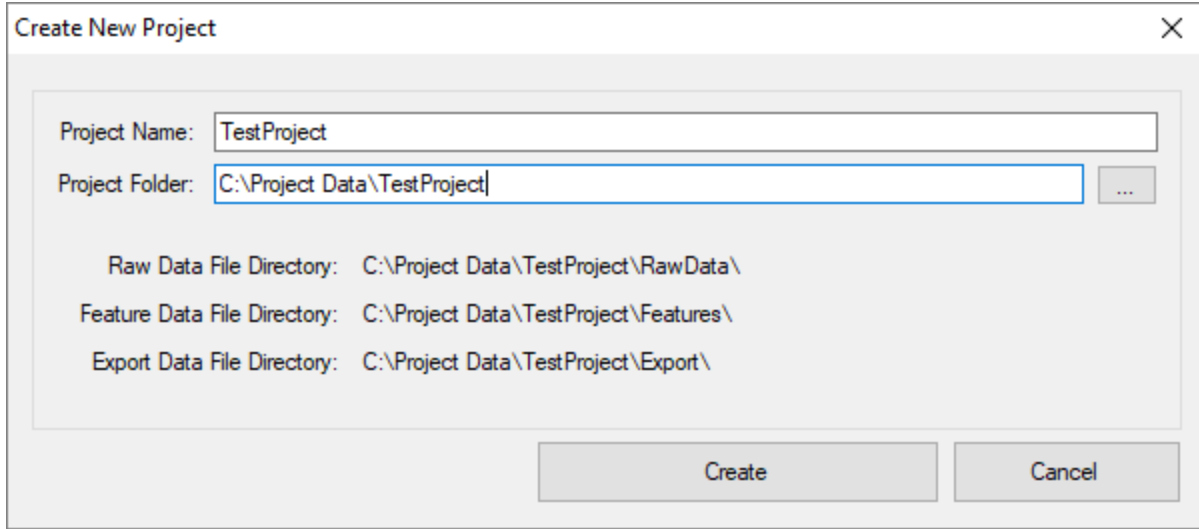 Create New Project
Project Name: TestProject
Project Folder: C:\Project Data\TestProject ...
Raw Data File Directory: C:\Project Data\TestProject\RawData\
Feature Data File Directory: C:\Project Data\TestProject\Features\
Export Data File Directory: C:\Project Data\TestProject\Export\
Create Cancel